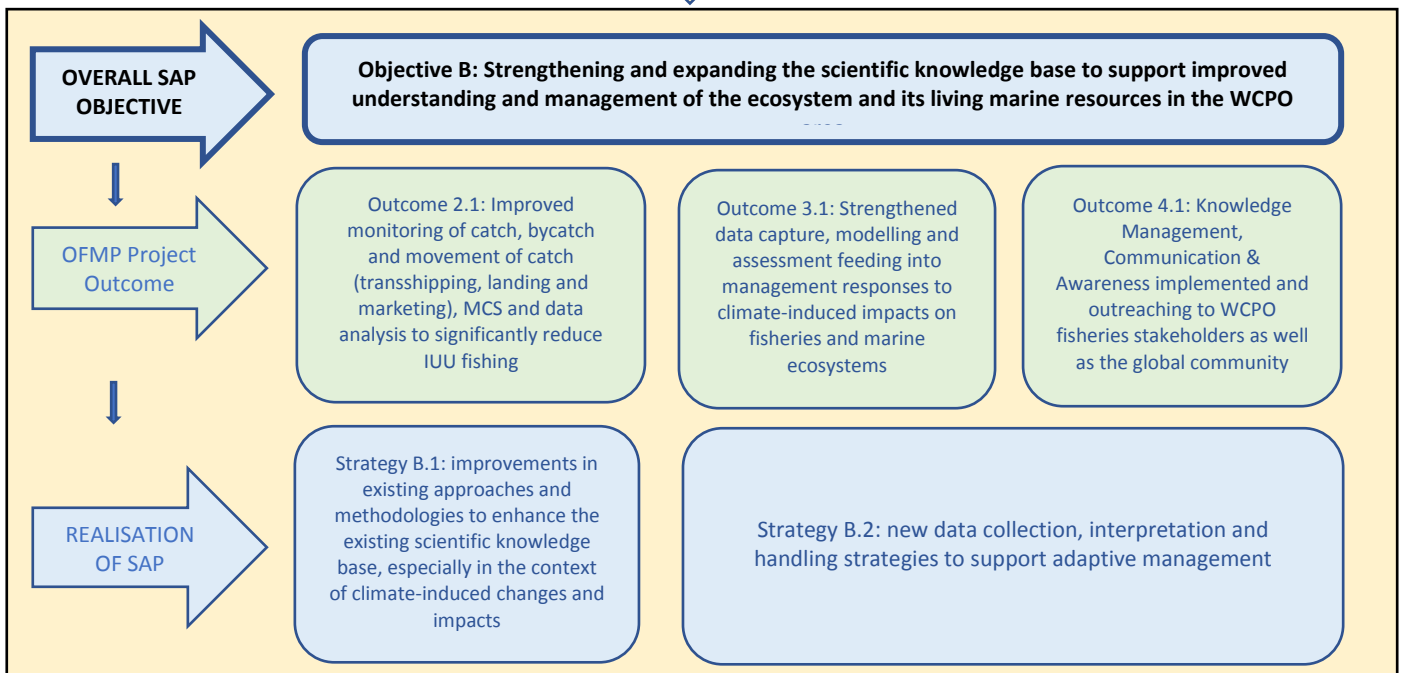 OVERALL SAP
OBJECTIVE
Objective B: Strengthening and expanding the scientific knowledge base to support improved
understanding and management of the ecosystem and its living marine resources in the WCPO
OFMP Project
Outcome
Outcome 2.1: Improved
monitoring of catch, bycatch
and movement of catch
(transshipping, landing and
marketing), MCS and data
analysis to significantly reduce
IUU fishing
Outcome 3.1: Strengthened
data capture, modelling and
assessment feeding into
management responses to
climate-induced impacts on
fisheries and marine
ecosystems
Outcome 4.1: Knowledge
Management,
Communication &
Awareness implemented and
outreaching to WCPO
fisheries stakeholders as well
as the global community
REALISATION
OF SAP
Strategy B.1: improvements in
existing approaches and
methodologies to enhance the
existing scientific knowledge
base, especially in the context
of climate-induced changes and
impacts
Strategy B.2: new data collection, interpretation and
handling strategies to support adaptive management